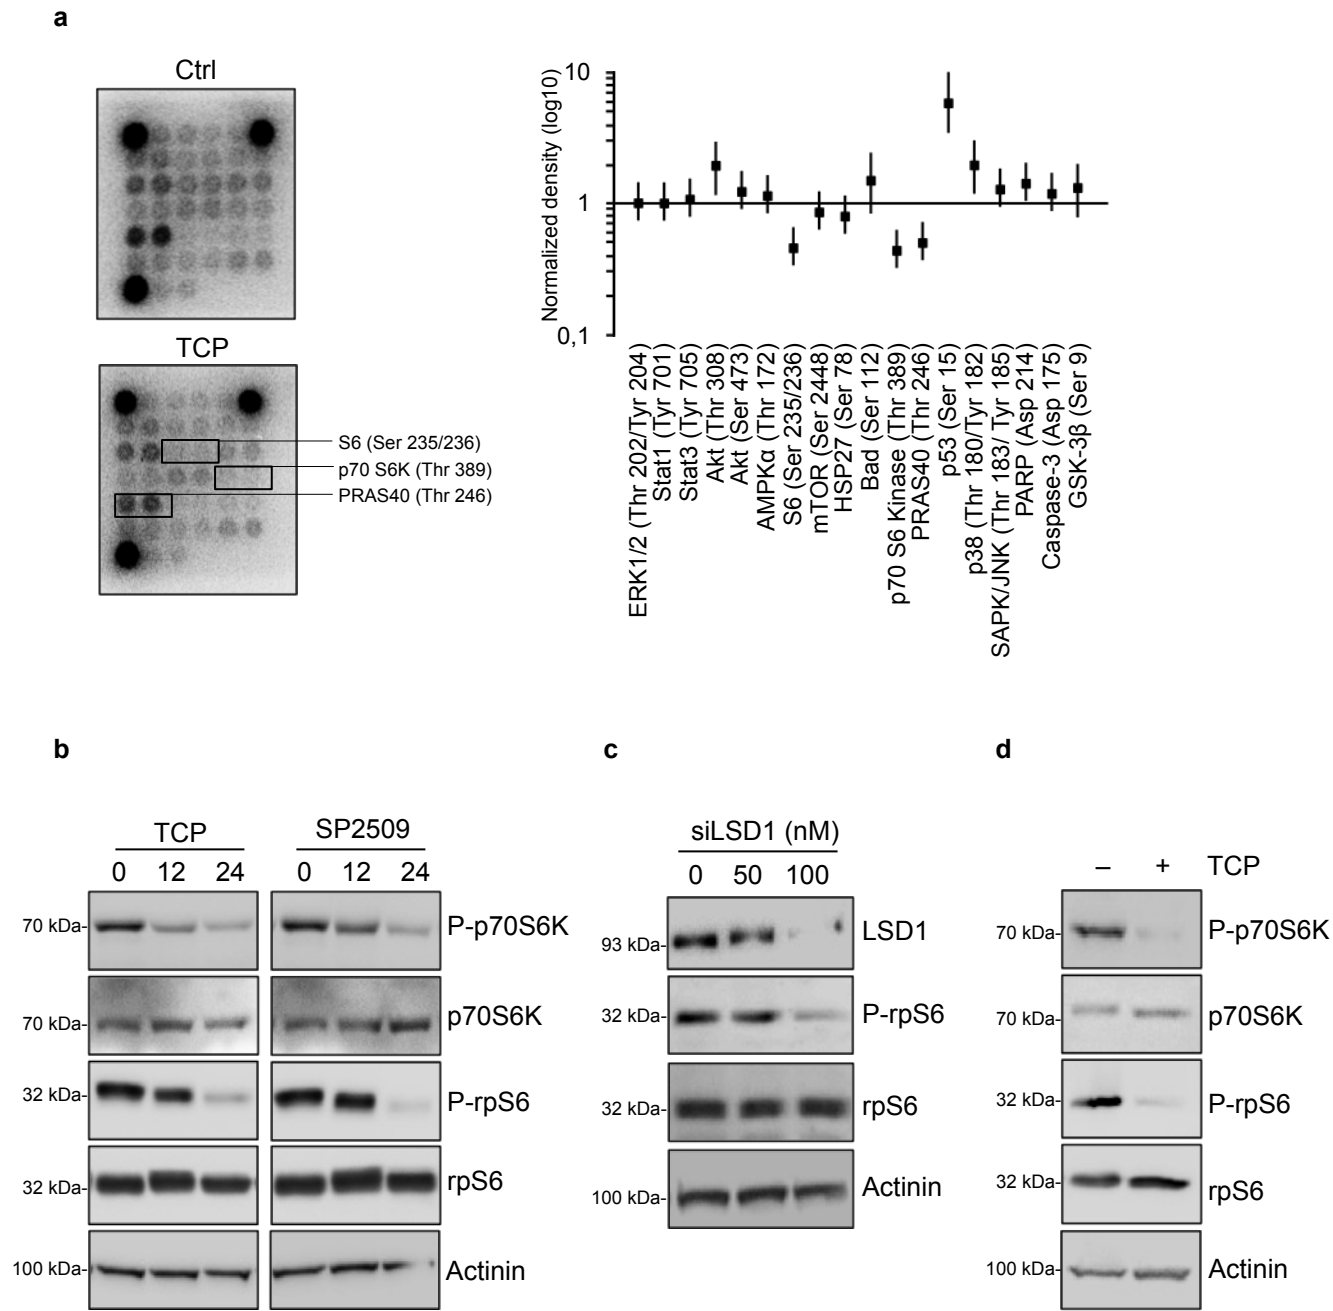 a
Ctrl
TCP
S6 (Ser 235/236)
p70 S6K (Thr 389)
PRAS40 (Thr 246)
Normalized density (log10)
10
1
0,1
ERK1/2 (Thr 202/Tyr 204)
Stat1 (Tyr 701)
Stat3 (Tyr 705)
Akt (Thr 308)
Akt (Ser 473)
AMPKα (Thr 172)
S6 (Ser 235/236)
mTOR (Ser 2448)
HSP27 (Ser 78)
Bad (Ser 112)
p70 S6 Kinase (Thr 389)
PRAS40 (Thr 246)
p53 (Ser 15)
p38 (Thr 180/Tyr 182)
SAPK/JNK (Thr 183/ Tyr 185)
PARP (Asp 214)
Caspase-3 (Asp 175)
GSK-3β (Ser 9)
b
TCP SP2509
0 12 24 0 12 24
70 kDa- P-p70S6K
70 kDa- p70S6K
32 kDa- P-rpS6
32 kDa- rpS6
100 kDa- Actinin
c
siLSD1 (nM)
0 50 100
93 kDa- LSD1
32 kDa- P-rpS6
32 kDa- rpS6
100 kDa- Actinin
d
– + TCP
70 kDa- P-p70S6K
70 kDa- p70S6K
32 kDa- P-rpS6
32 kDa- rpS6
100 kDa- Actinin